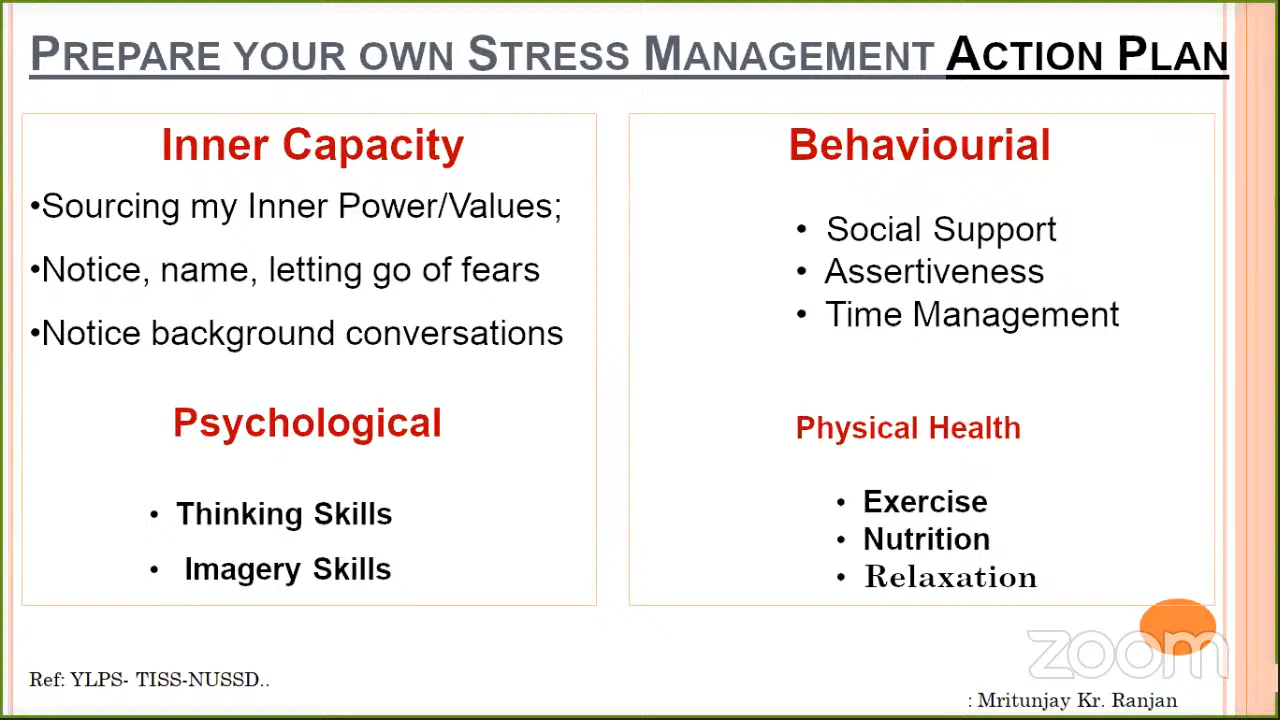 PREPARE YOUR OWN STRESS MANAGEMENT ACTION PLAN
Inner Capacity
•Sourcing my Inner Power/Values;
•Notice, name, letting go of fears
•Notice background conversations
Psychological
• Thinking Skills
• Imagery Skills
Behaviourial
• Social Support
• Assertiveness
• Time Management
Physical Health
• Exercise
• Nutrition
• Relaxation
zoom
Ref: YLPS- TISS-NUSSD..
: Mritunjay Kr. Ranjan